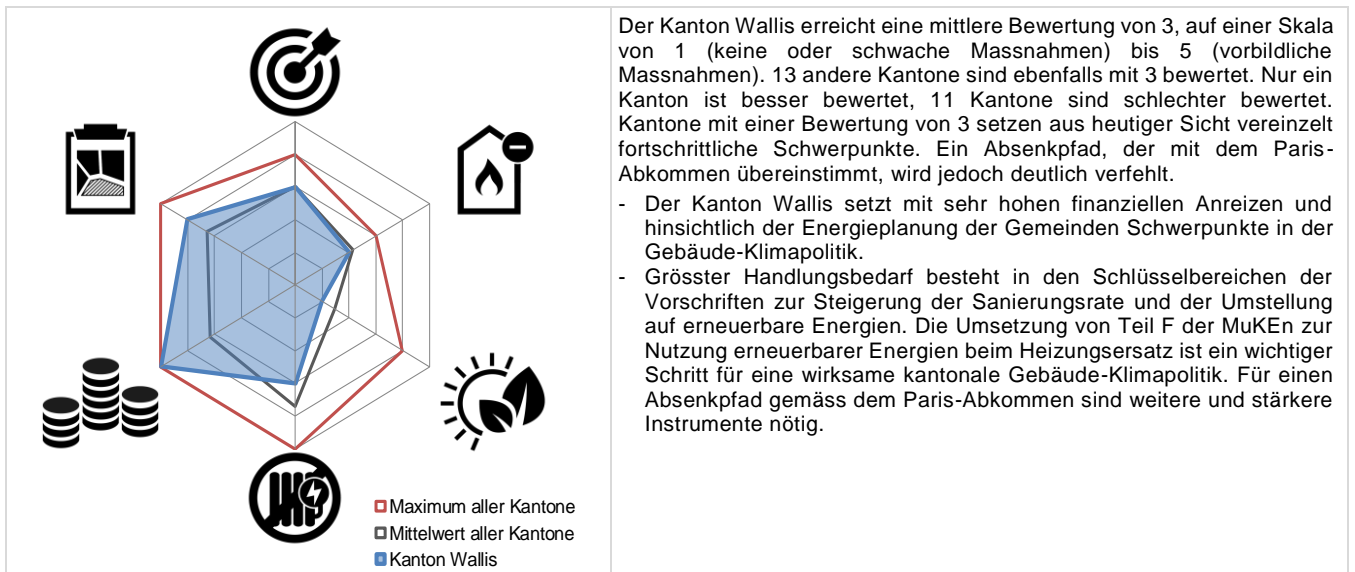 Maximum aller Kantone
Mittelwert aller Kantone
Kanton Wallis
Der Kanton Wallis erreicht eine mittlere Bewertung von 3, auf einer Skala
von 1 (keine oder schwache Massnahmen) bis 5 (vorbildliche
Massnahmen). 13 andere Kantone sind ebenfalls mit 3 bewertet. Nur ein
Kanton ist besser bewertet, 11 Kantone sind schlechter bewertet.
Kantone mit einer Bewertung von 3 setzen aus heutiger Sicht vereinzelt
fortschrittliche Schwerpunkte. Ein Absenkpfad, der mit dem Paris-
Abkommen übereinstimmt, wird jedoch deutlich verfehlt.
- Der Kanton Wallis setzt mit sehr hohen finanziellen Anreizen und
hinsichtlich der Energieplanung der Gemeinden Schwerpunkte in der
Gebäude-Klimapolitik.
- Grösster Handlungsbedarf besteht in den Schlüsselbereichen der
Vorschriften zur Steigerung der Sanierungsrate und der Umstellung
auf erneuerbare Energien. Die Umsetzung von Teil F der MuKEn zur
Nutzung erneuerbarer Energien beim Heizungsersatz ist ein wichtiger
Schritt für eine wirksame kantonale Gebäude-Klimapolitik. Für einen
Absenkpfad gemäss dem Paris-Abkommen sind weitere und stärkere
Instrumente nötig.